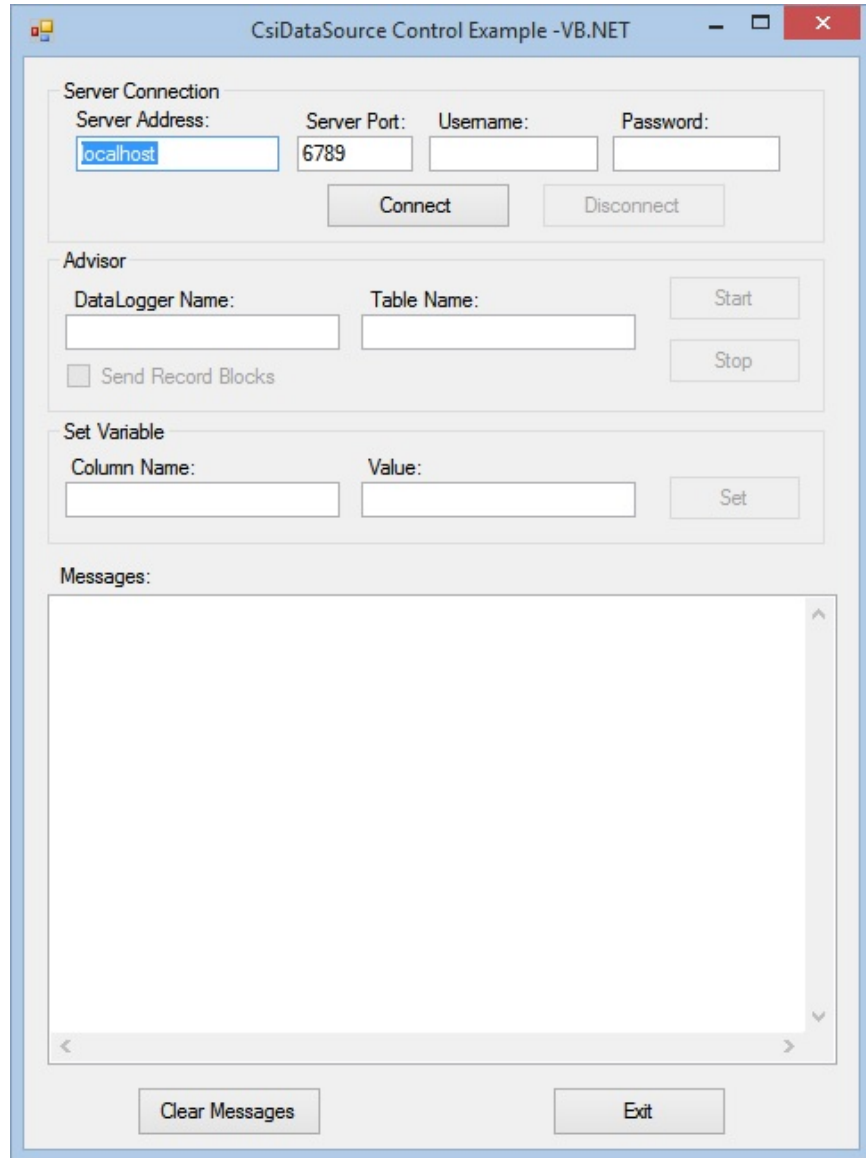 CsiDataSource Control Example -VB.NET
Server Connection
Server Address: Server Port: Username: Password:
localhost 6789
Connect Disconnect
Advisor
DataLogger Name: Table Name: Start
Send Record Blocks Stop
Set Variable
Column Name: Value:
Set
Messages:
Clear Messages Exit